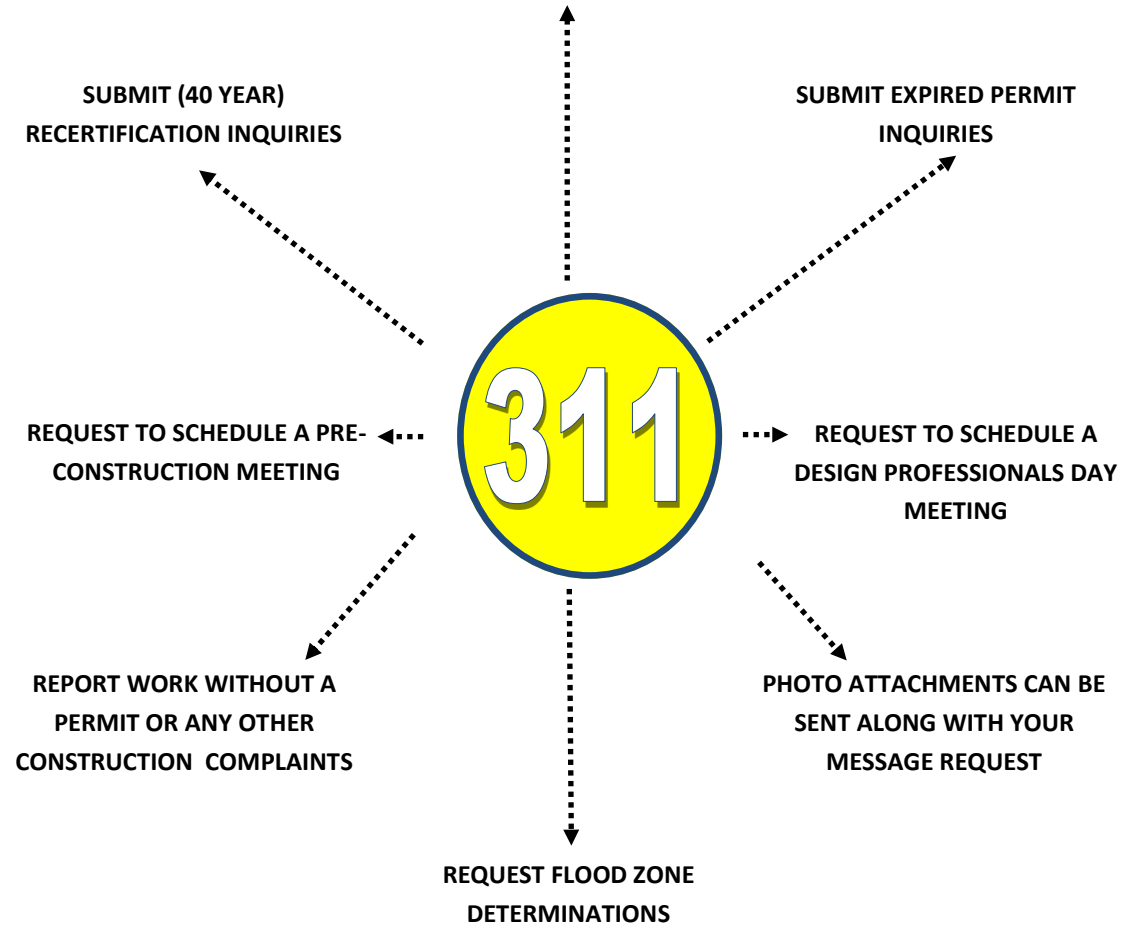 SUBMIT (40 YEAR)
RECERTIFICATION INQUIRIES
SUBMIT EXPIRED PERMIT
INQUIRIES
311
REQUEST TO SCHEDULE A PRE-
CONSTRUCTION MEETING
REQUEST TO SCHEDULE A
DESIGN PROFESSIONALS DAY
MEETING
REPORT WORK WITHOUT A
PERMIT OR ANY OTHER
CONSTRUCTION COMPLAINTS
PHOTO ATTACHMENTS CAN BE
SENT ALONG WITH YOUR
MESSAGE REQUEST
REQUEST FLOOD ZONE
DETERMINATIONS